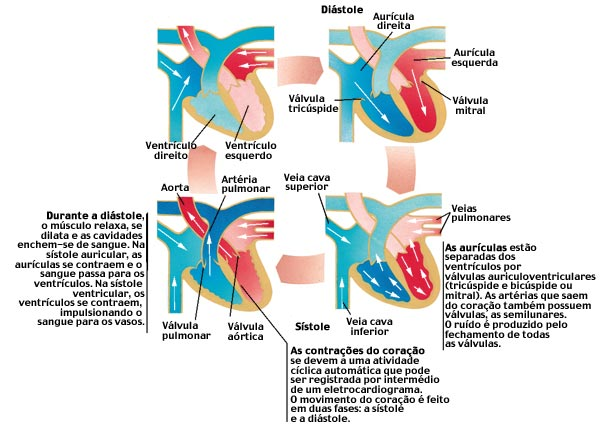 Diástole
Aurícula
direita
Aurícula
esquerda
Válvula
tricúspide
Válvula
mitral
Ventrículo
direito
Ventrículo
esquerdo
Aorta
Artéria
pulmonar
Veia cava
superior
Veias
pulmonares
Durante a diástole,
o músculo relaxa, se
dilata e as cavidades
enchem-se de sangue. Na
sístole auricular, as
aurículas se contraem e o
sangue passa para os
ventrículos. Na sístole
ventricular, os
ventrículos se contraem,
impulsionando o
sangue para os vasos.
As aurículas estão
separadas dos
ventrículos por
válvulas auriculoventriculares
(tricúspide e bicúspide ou
mitral). As artérias que saem
do coração também possuem
válvulas, as semilunares.
O ruído é produzido pelo
fechamento de todas
as válvulas.
Válvula
pulmonar
Válvula
aórtica
Sístole
Veia cava
inferior
As contrações do coração
se devem a uma atividade
cíclica automática que pode
ser registrada por intermédio
de um eletrocardiograma.
O movimento do coração é feito
em duas fases: a sístole
e a diástole.